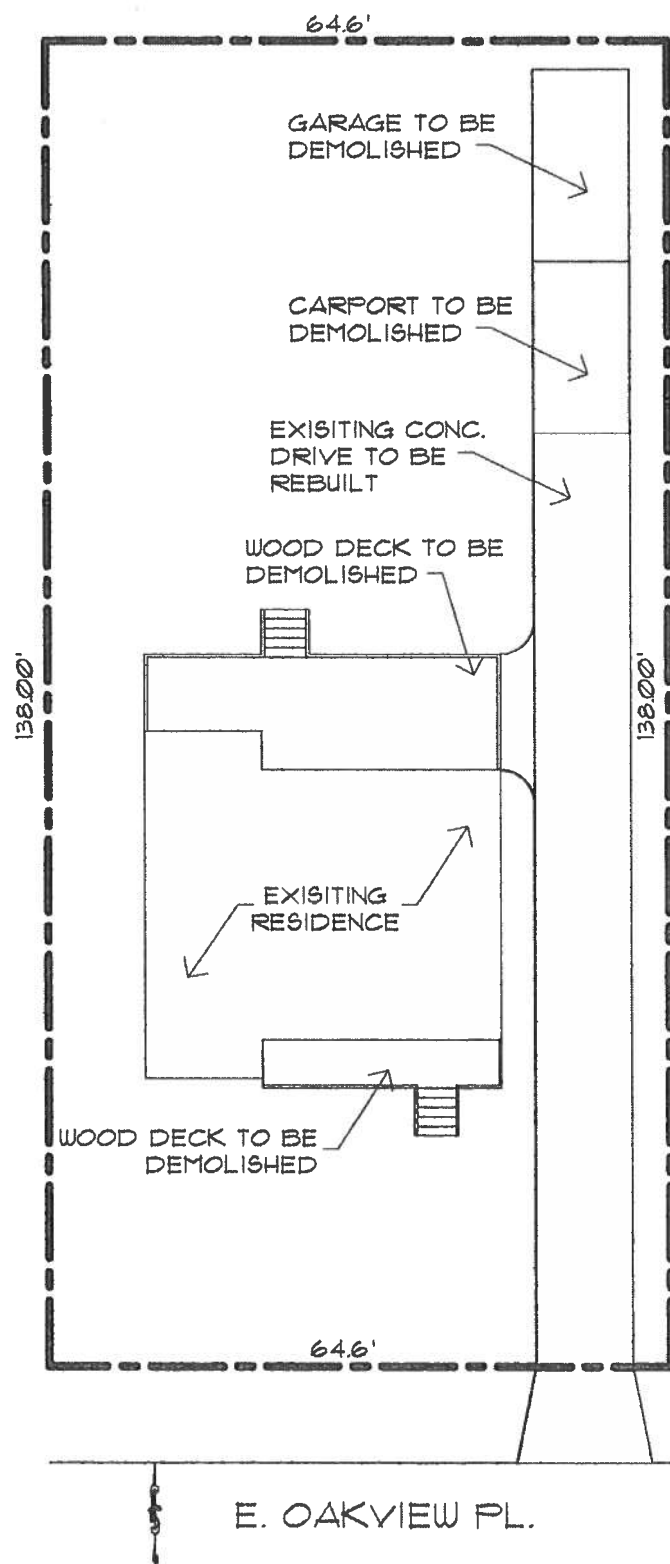 64.6'
GARAGE TO BE
DEMOLISHED
CARPORT TO BE
DEMOLISHED
EXISITING CONC.
DRIVE TO BE
REBUILT
WOOD DECK TO BE
DEMOLISHED
138.00'
138.00'
EXISITING
RESIDENCE
WOOD DECK TO BE
DEMOLISHED
64.6'
E. OAKVIEW PL.